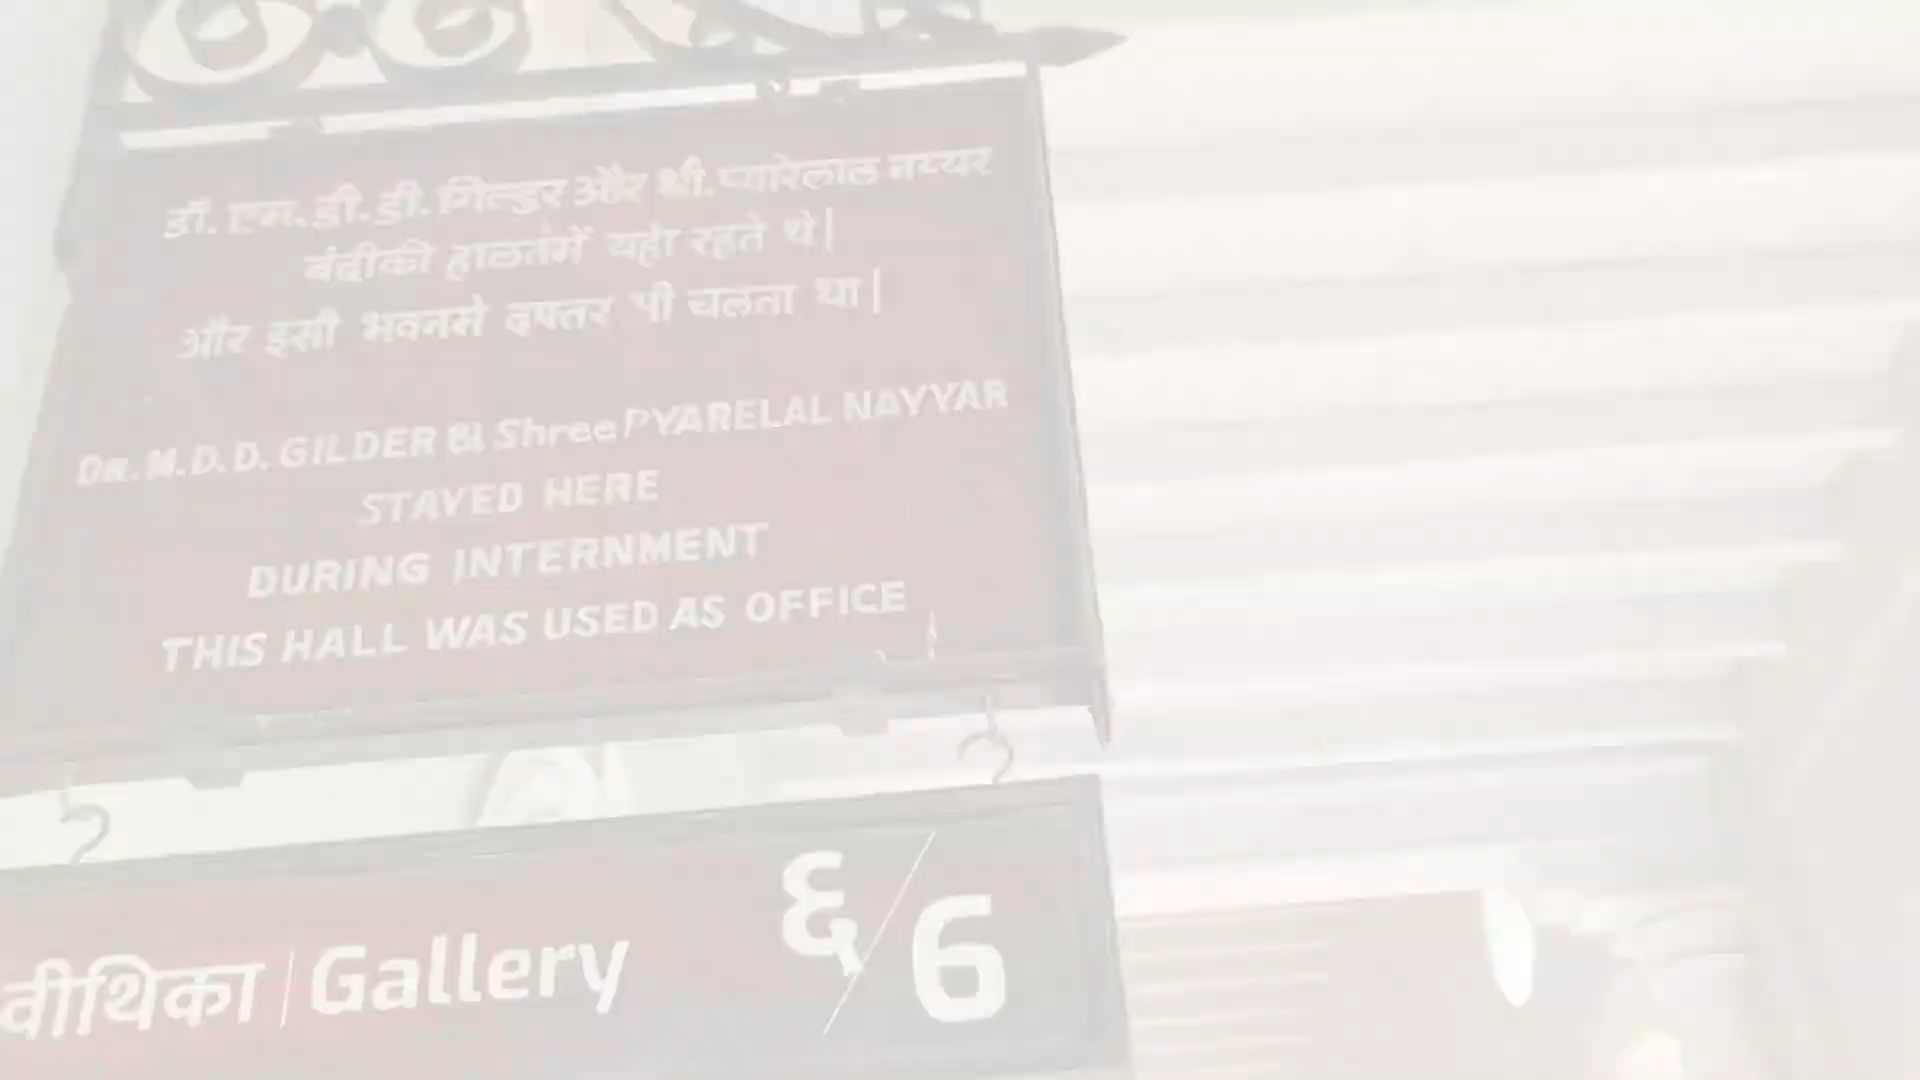 डॉ. एम. डी. डी. गिल्डर और श्री. प्यारेलाल नय्यर
बंदीकी हालतमें यहाँ रहते थे|
और इसी भवनमे दफ्तर भी चलता था|
DR. M.D.D. GILDER & Shree PYARELAL NAYYAR
STAYED HERE
DURING INTERNMENT
THIS HALL WAS USED AS OFFICE
वीथिका / Gallery ६/6